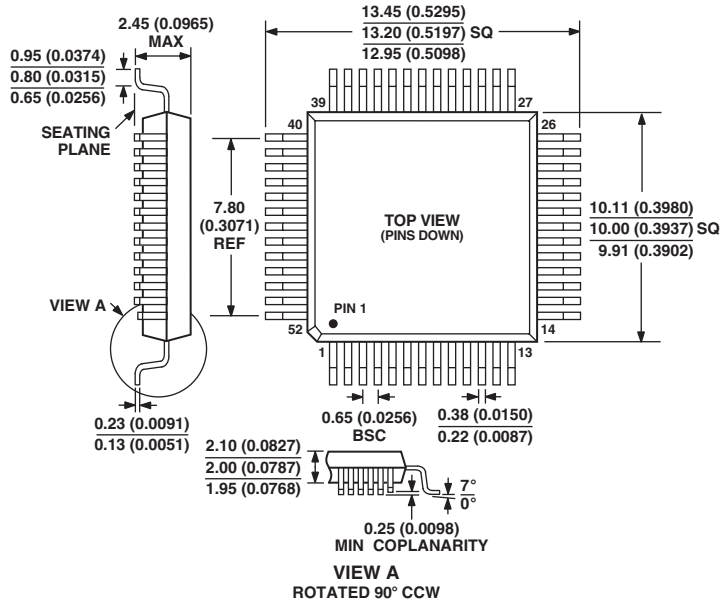 13.45 (0.5295)
13.20 (0.5197) SQ
12.95 (0.5098)
2.45 (0.0965)
MAX
0.95 (0.0374)
0.80 (0.0315)
0.65 (0.0256)
SEATING
PLANE
39
27
40
26
7.80
(0.3071)
REF
TOP VIEW
(PINS DOWN)
10.11 (0.3980)
10.00 (0.3937) SQ
9.91 (0.3902)
VIEW A
PIN 1
52
14
1
13
0.23 (0.0091)
0.13 (0.0051)
0.65 (0.0256)
BSC
0.38 (0.0150)
0.22 (0.0087)
2.10 (0.0827)
2.00 (0.0787)
1.95 (0.0768)
7°
0°
0.25 (0.0098)
MIN COPLANARITY
VIEW A
ROTATED 90° CCW